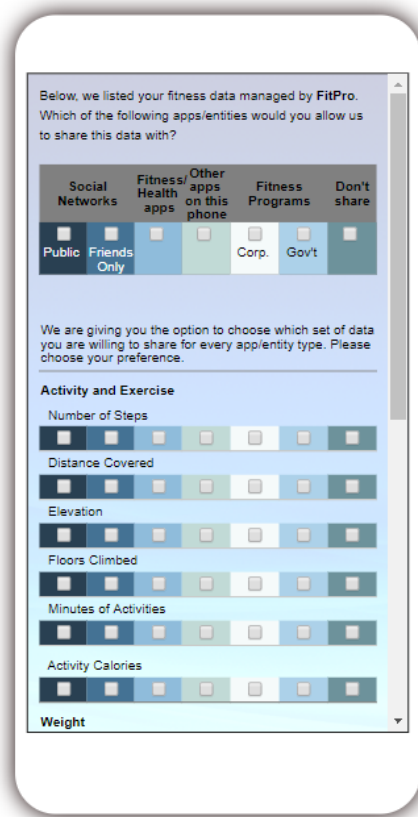 Below, we listed your fitness data managed by FitPro.
Which of the following apps/entities would you allow us
to share this data with?
Social Networks
Fitness/ Health apps
Other apps on this phone
Fitness Programs
Don't share
Public
Friends Only
Corp.
Gov't
We are giving you the option to choose which set of data
you are willing to share for every app/entity type. Please
choose your preference.
Activity and Exercise
Number of Steps
Distance Covered
Elevation
Floors Climbed
Minutes of Activities
Activity Calories
Weight